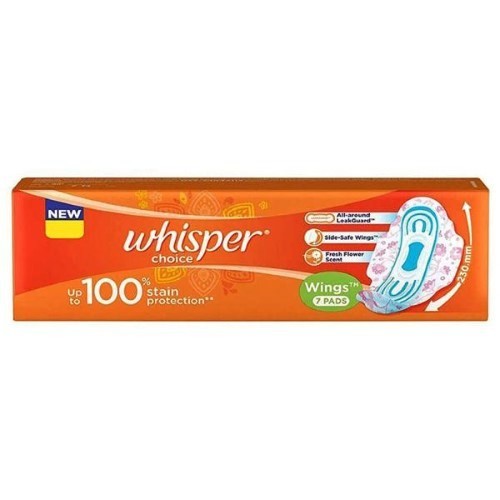 NEW
whisper®
choice
Up to 100% stain protection**
All-around
LeakGuard™
Side-Safe Wings™
Fresh Flower
Scent
Wings™
7 PADS
230 mm